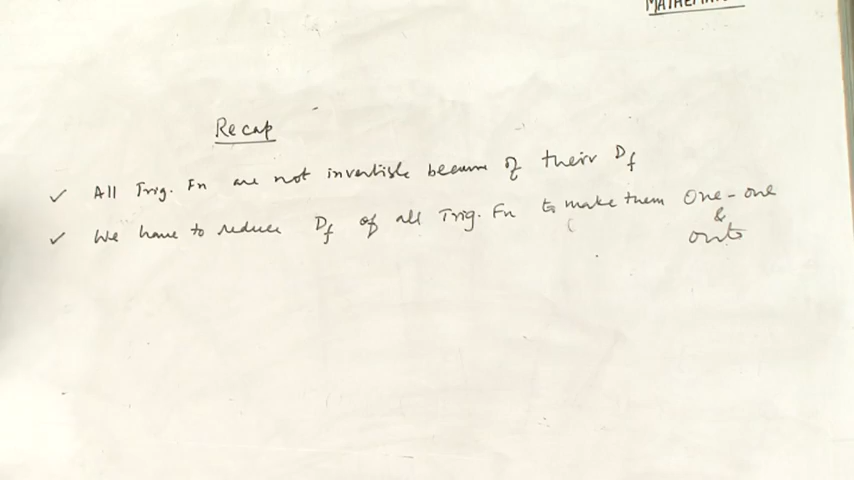 Recap
✓ All Trig. Fn are not invertible because of their Df
✓ We have to reduce Df of all Trig. Fn to make them One-one
&
onto